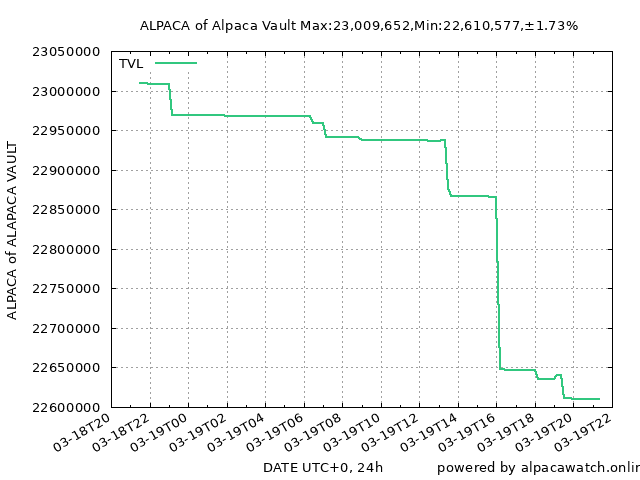 ALPACA of Alpaca Vault Max:23,009,652,Min:22,610,577,±1.73%
TVL
23050000
23000000
22950000
22900000
22850000
22800000
22750000
22700000
22650000
22600000
ALPACA of ALAPACA VAULT
03-18T20
03-18T22
03-19T00
03-19T02
03-19T04
03-19T06
03-19T08
03-19T10
03-19T12
03-19T14
03-19T16
03-19T18
03-19T20
03-19T22
DATE UTC+0, 24h
powered by alpacawatch.onlin